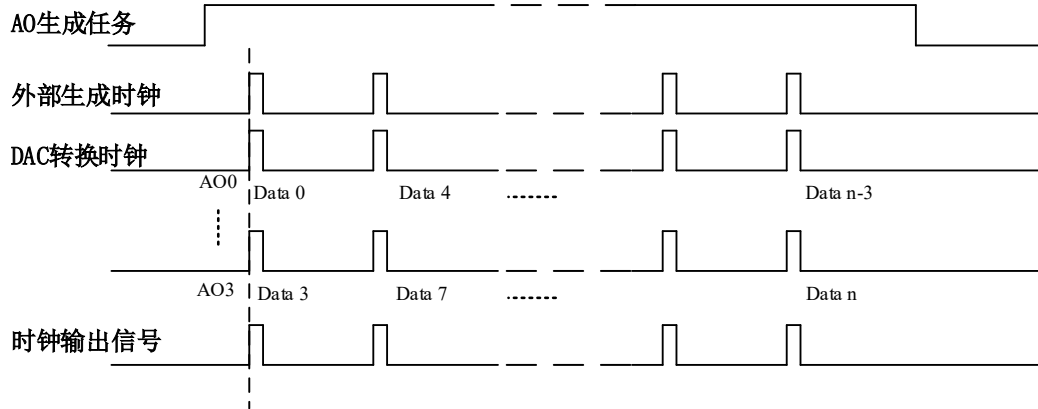 AO生成任务
外部生成时钟
DAC转换时钟
AO0 Data 0 Data 4 ........ Data n-3
AO3 Data 3 Data 7 ........ Data n
时钟输出信号